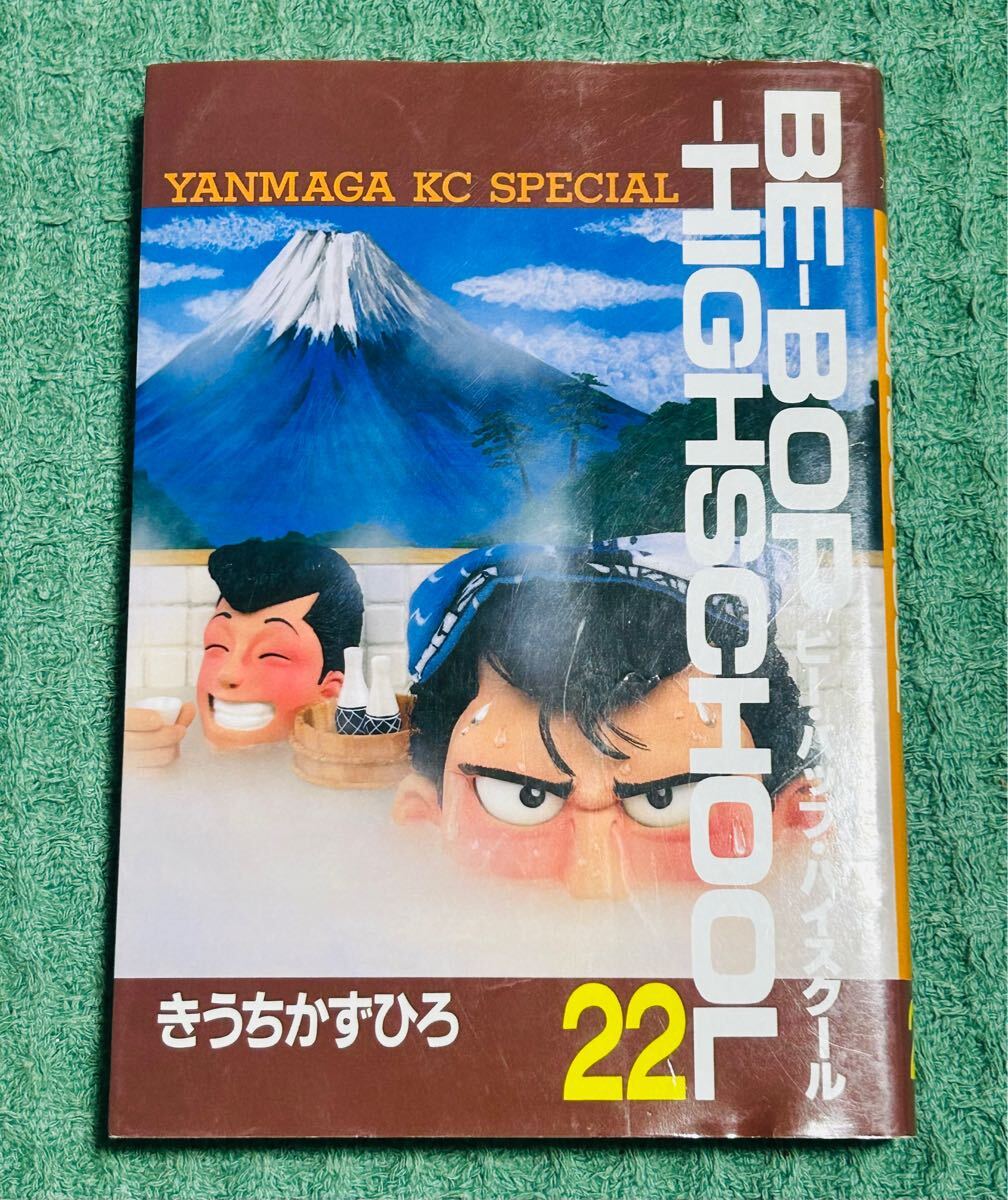 YANMAGA KC SPECIAL
BE-BOP
-HIGHSCHOOL
ビー・バップ・ハイスクール
きうちかずひろ
22